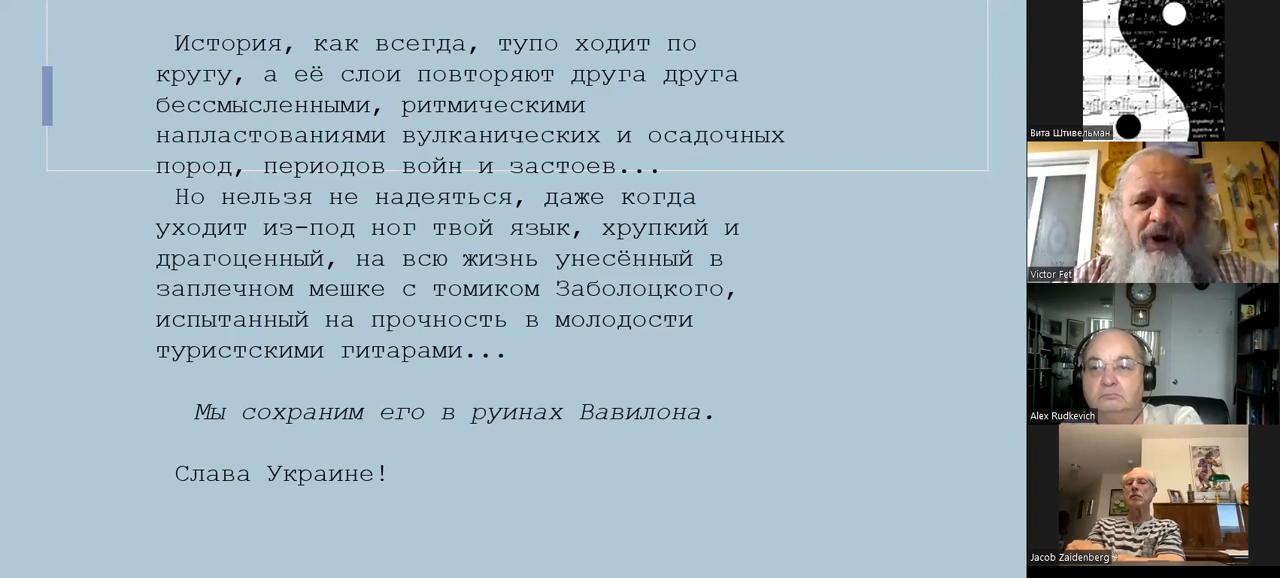 История, как всегда, тупо ходит по
кругу, а её слои повторяют друга друга
бессмысленными, ритмическими
напластованиями вулканических и осадочных
пород, периодов войн и застоев...
Но нельзя не надеяться, даже когда
уходит из-под ног твой язык, хрупкий и
драгоценный, на всю жизнь унесённый в
заплечном мешке с томиком Заболоцкого,
испытанный на прочность в молодости
туристскими гитарами...
Мы сохраним его в руинах Вавилона.
Слава Украине!
Вита Штивельман
Victor Fet
Alex Rudkevich
Jacob Zaidenberg